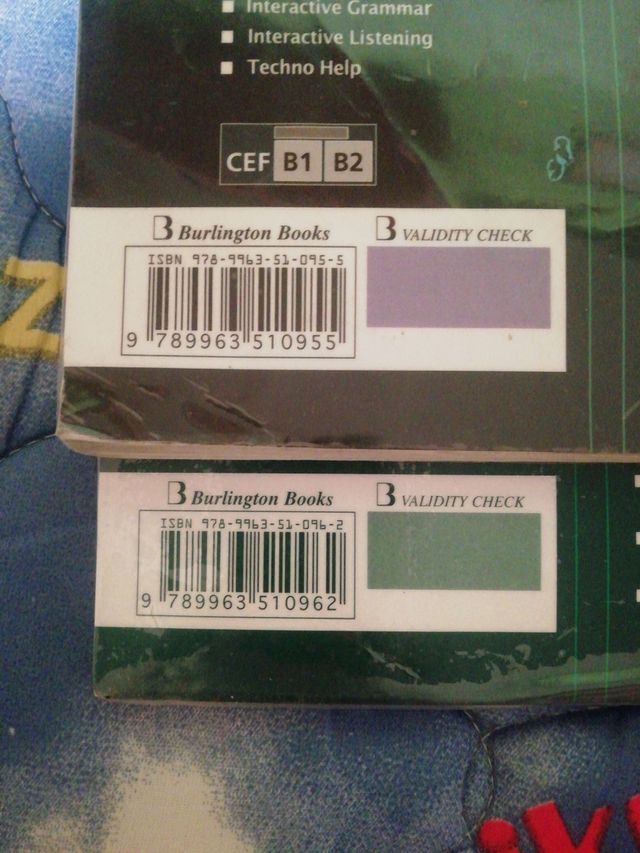 Interactive Grammar
Interactive Listening
Techno Help
CEF B1 B2
Burlington Books
VALIDITY CHECK
ISBN 978-9963-51-095-5
9 789963 510955
Burlington Books
VALIDITY CHECK
ISBN 978-9963-51-096-2
9 789963 510962
Z